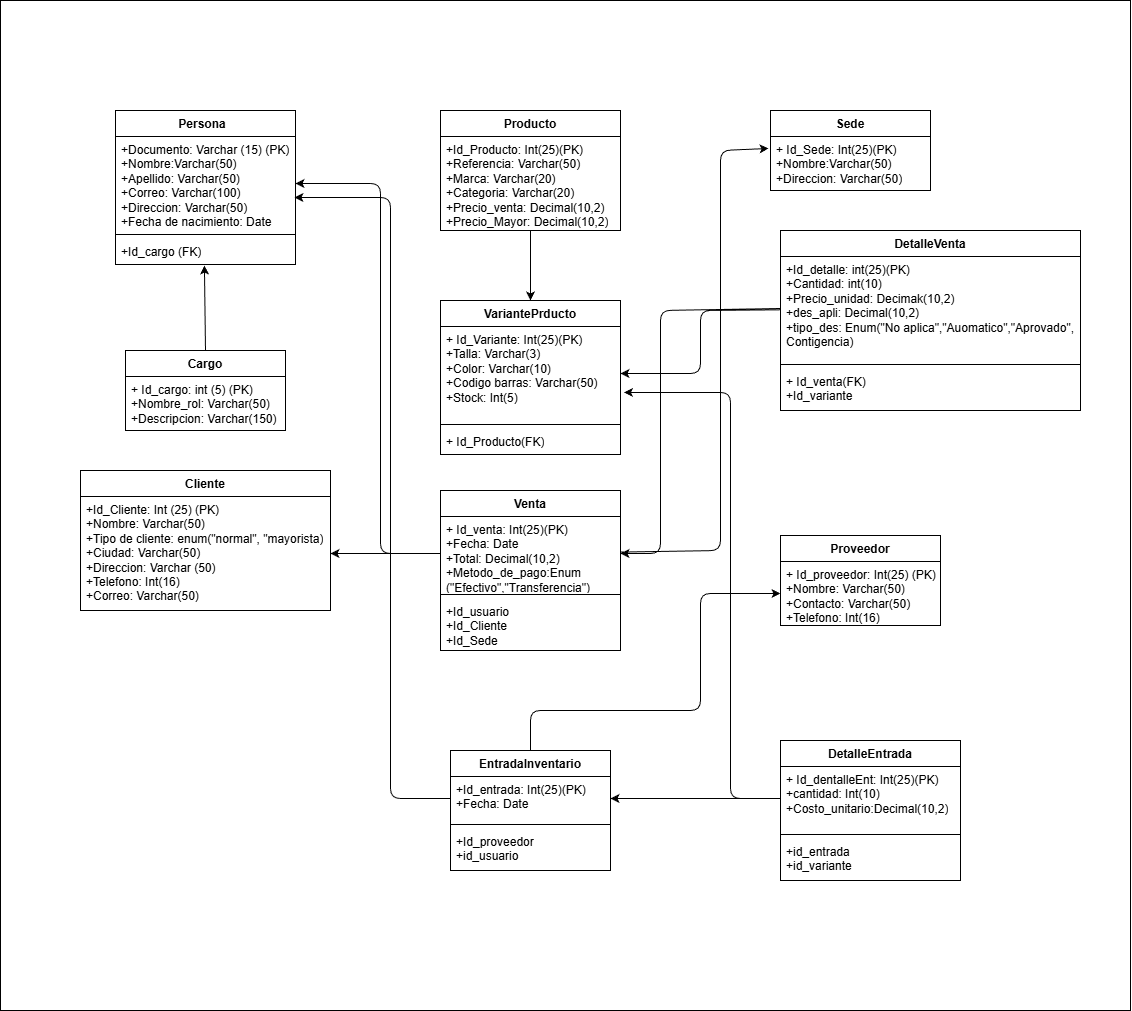 Persona
+Documento: Varchar (15) (PK)
+Nombre:Varchar(50)
+Apellido: Varchar(50)
+Correo: Varchar(100)
+Direccion: Varchar(50)
+Fecha de nacimiento: Date
+Id_cargo (FK)
Producto
+Id_Producto: Int(25)(PK)
+Referencia: Varchar(50)
+Marca: Varchar(20)
+Categoria: Varchar(20)
+Precio_venta: Decimal(10,2)
+Precio_Mayor: Decimal(10,2)
Sede
+ Id_Sede: Int(25)(PK)
+Nombre:Varchar(50)
+Direccion: Varchar(50)
DetalleVenta
+Id_detalle: int(25)(PK)
+Cantidad: int(10)
+Precio_unidad: Decimak(10,2)
+des_apli: Decimal(10,2)
+tipo_des: Enum("No aplica","Auomatico","Aprovado",
Contigencia)
+ Id_venta(FK)
+Id_variante
VariantePrducto
+ Id_Variante: Int(25)(PK)
+Talla: Varchar(3)
+Color: Varchar(10)
+Codigo barras: Varchar(50)
+Stock: Int(5)
+ Id_Producto(FK)
Cargo
+ Id_cargo: int (5) (PK)
+Nombre_rol: Varchar(50)
+Descripcion: Varchar(150)
Cliente
+Id_Cliente: Int (25) (PK)
+Nombre: Varchar(50)
+Tipo de cliente: enum("normal", "mayorista)
+Ciudad: Varchar(50)
+Direccion: Varchar (50)
+Telefono: Int(16)
+Correo: Varchar(50)
Venta
+ Id_venta: Int(25)(PK)
+Fecha: Date
+Total: Decimal(10,2)
+Metodo_de_pago:Enum
("Efectivo","Transferencia")
+Id_usuario
+Id_Cliente
+Id_Sede
Proveedor
+ Id_proveedor: Int(25) (PK)
+Nombre: Varchar(50)
+Contacto: Varchar(50)
+Telefono: Int(16)
EntradaInventario
+Id_entrada: Int(25)(PK)
+Fecha: Date
+Id_proveedor
+id_usuario
DetalleEntrada
+ Id_dentalleEnt: Int(25)(PK)
+cantidad: Int(10)
+Costo_unitario:Decimal(10,2)
+id_entrada
+id_variante